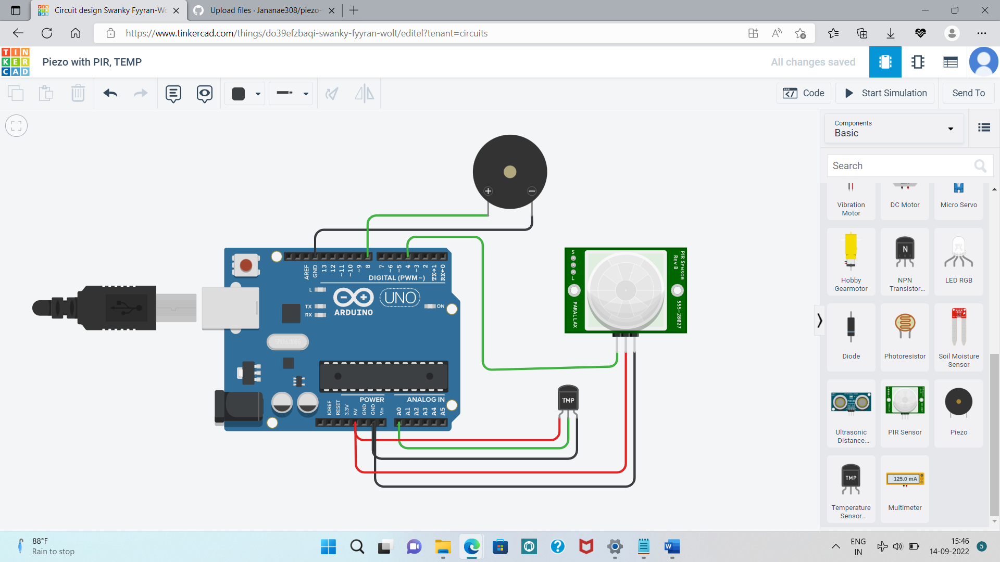 Circuit design Swanky Fyyran-Wo
Upload files · Jananae308/piezo-
https://www.tinkercad.com/things/do39efzbaqi-swanky-fyyran-wolt/editel?tenant=circuits
TIN
KER
CAD
Piezo with PIR, TEMP
All changes saved
Code
Start Simulation
Send To
Components
Basic
Search
Vibration
Motor
DC Motor
Micro Servo
Hobby
Gearmotor
N
NPN
Transistor...
LED RGB
Diode
Photoresistor
Soil Moisture
Sensor
Ultrasonic
Distance...
PIR Sensor
Piezo
TMP
Temperature
Sensor...
125.0 mA
Multimeter
+
−
AREF
GND
13
12
~11
~10
~9
8
7
~6
~5
4
~3
2
TX→1
RX←0
DIGITAL (PWM~)
L
TX
RX
ARDUINO
UNO
ON
SPK16.000G
POWER
ANALOG IN
IOREF
RESET
3.3V
5V
GND
GND
Vin
A0
A1
A2
A3
A4
A5
S
L
PARALLAX
PIR SENSOR
REV B
555-28027
TMP
88°F
Rain to stop
ENG
IN
15:46
14-09-2022
5